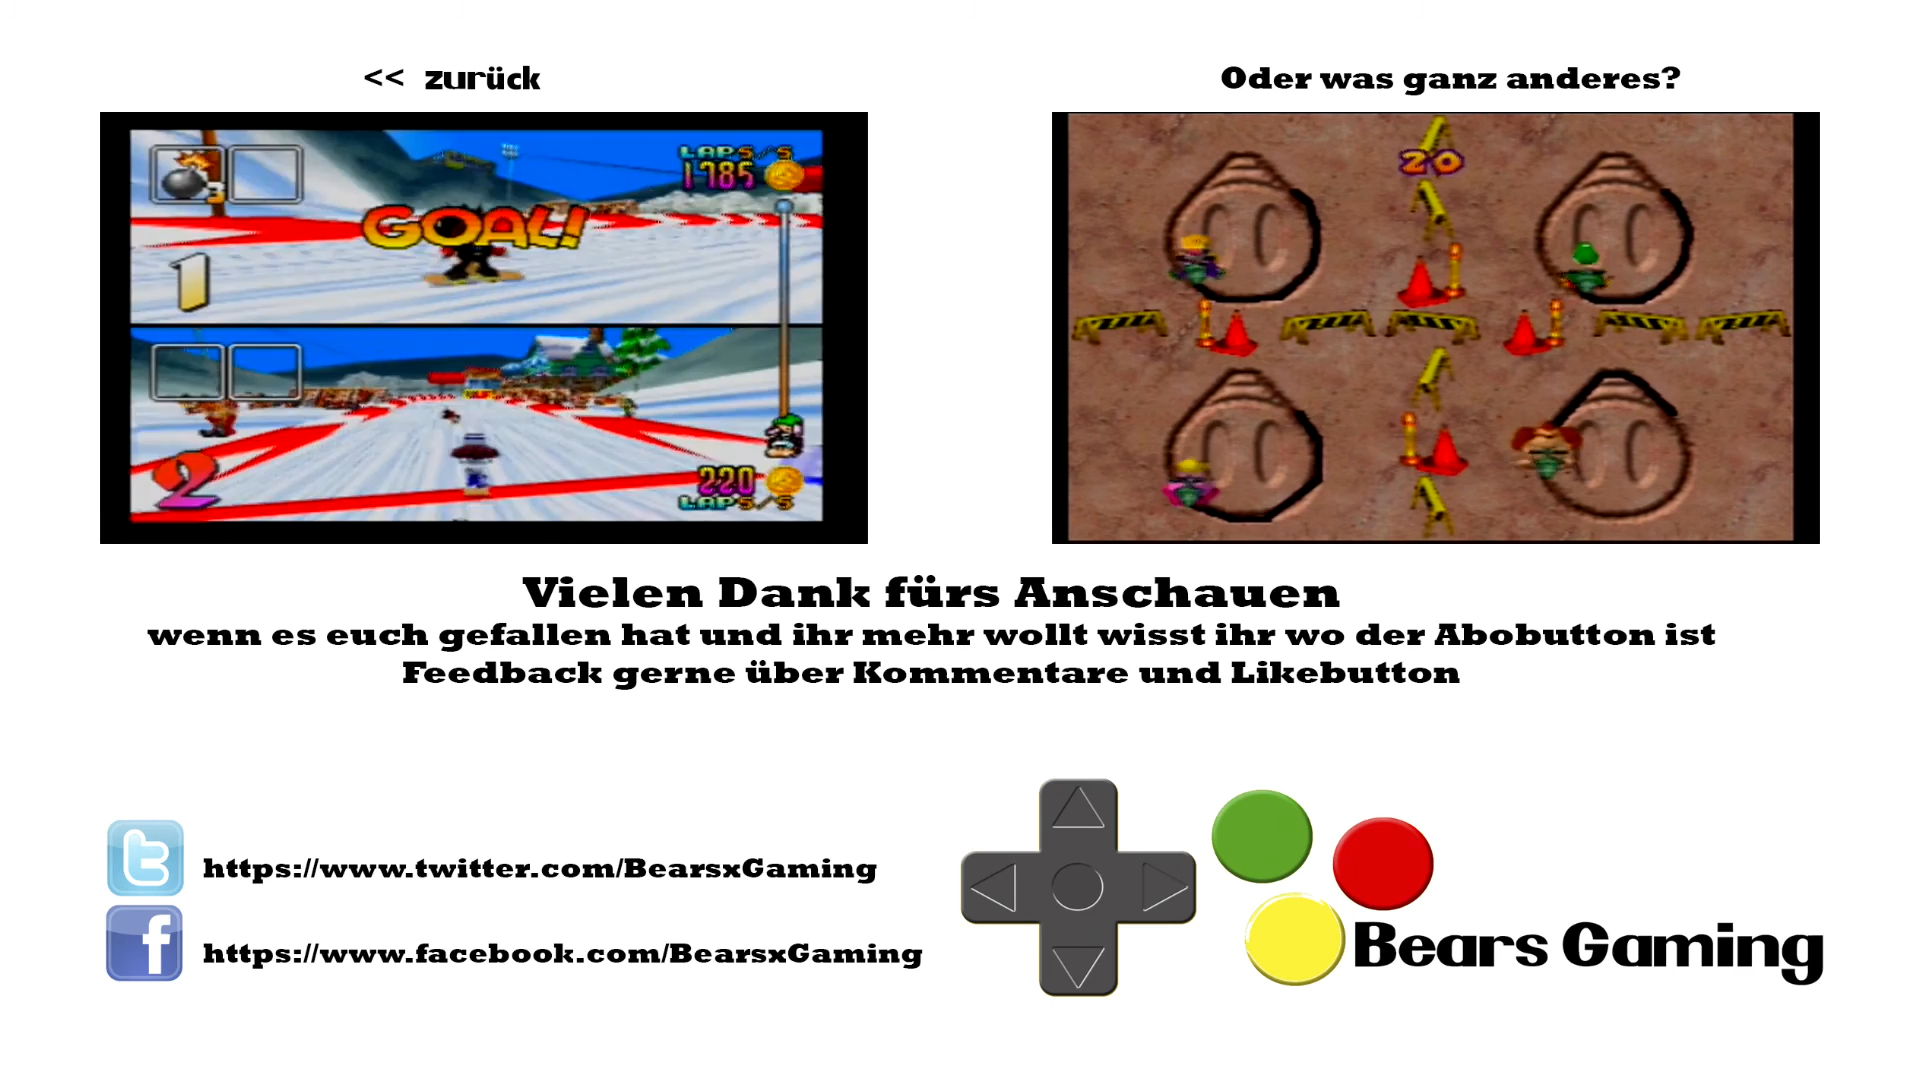 << zurück
Oder was ganz anderes?
LAPS 5/5
1785
GOAL!
3
1
2
220
LAPS 5/5
20
Vielen Dank fürs Anschauen
wenn es euch gefallen hat und ihr mehr wollt wisst ihr wo der Abobutton ist
Feedback gerne über Kommentare und Likebutton
https://www.twitter.com/BearsxGaming
https://www.facebook.com/BearsxGaming
Bears Gaming